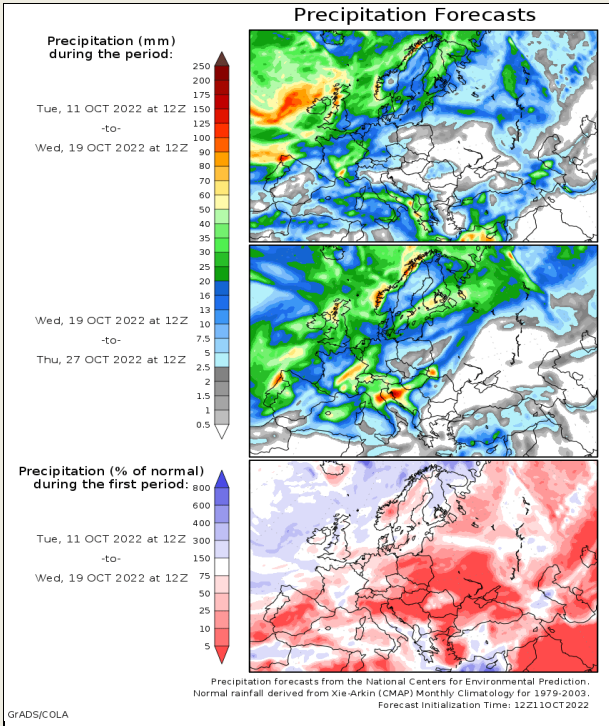 Precipitation Forecasts
Precipitation (mm)
during the period:
Tue, 11 OCT 2022 at 12Z
-to-
Wed, 19 OCT 2022 at 12Z
250
200
175
150
125
100
90
80
70
60
50
40
35
30
25
20
16
13
10
7.5
5
2.5
2
1.5
1
0.5
Wed, 19 OCT 2022 at 12Z
-to-
Thu, 27 OCT 2022 at 12Z
Precipitation (% of normal)
during the first period:
Tue, 11 OCT 2022 at 12Z
-to-
Wed, 19 OCT 2022 at 12Z
800
600
400
300
150
75
50
25
10
5
Precipitation forecasts from the National Centers for Environmental Prediction.
Normal rainfall derived from Xie-Arkin (CMAP) Monthly Climatology for 1979-2003.
Forecast Initialization Time: 12Z11OCT2022
GrADS/COLA